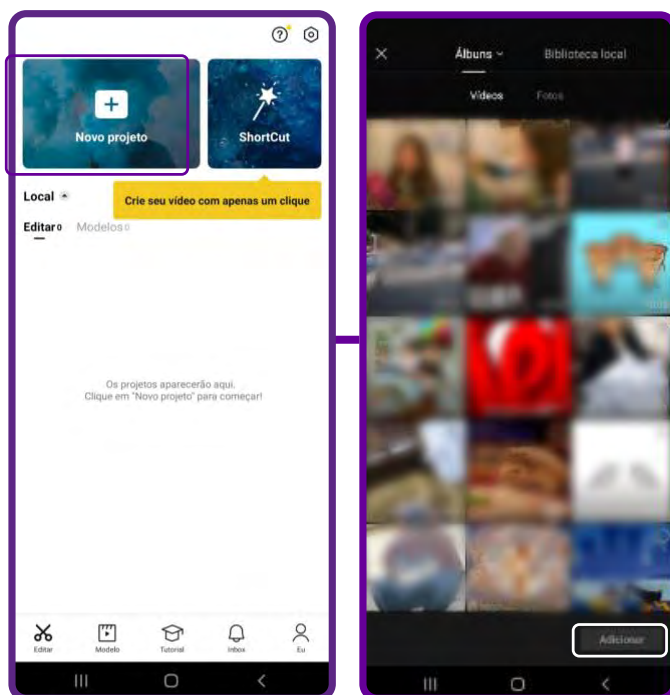 Novo projeto
ShortCut
Local
Crie seu vídeo com apenas um clique
Editar 0
Modelos 0
Os projetos aparecerão aqui.
Clique em "Novo projeto" para começar!
Editar
Modelo
Tutorial
Inbox
Eu
Álbuns
Biblioteca local
Vídeos
Fotos
Adicionar